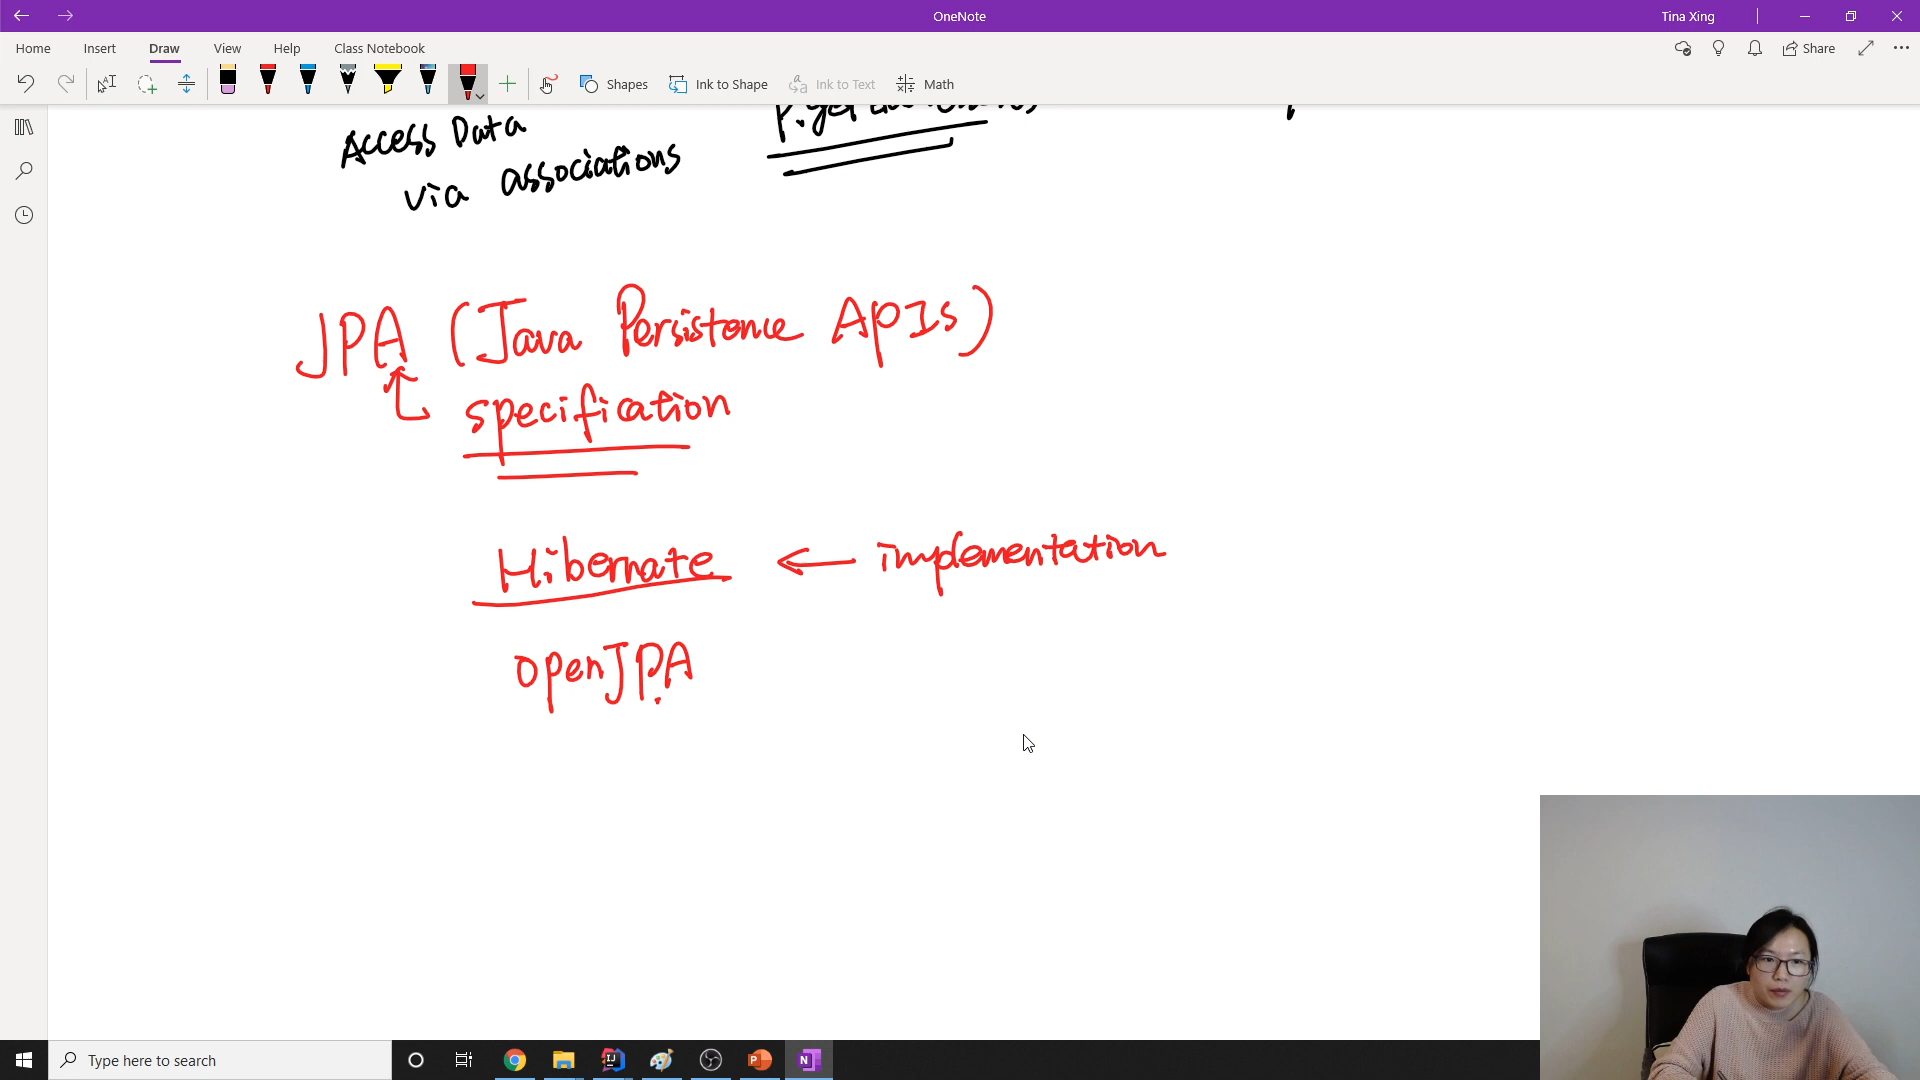 OneNote
Tina Xing
Home Insert Draw View Help Class Notebook
Share
Shapes Ink to Shape Ink to Text Math
Access Data
via associations
JPA (Java Persistence APIs)
specification
Hibernate ← implementation
openJPA
Type here to search